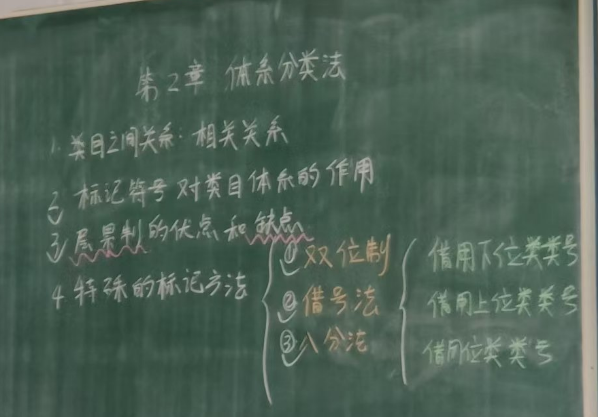 第2章 体系分类法
1. 类目之间关系：相关关系
2. 标记符号对类目体系的作用
3. 层累制的优点和缺点
4. 特殊的标记方法
① 双位制
② 借号法
③ 八分法
借用下位类类号
借用上位类类号
借同位类类号